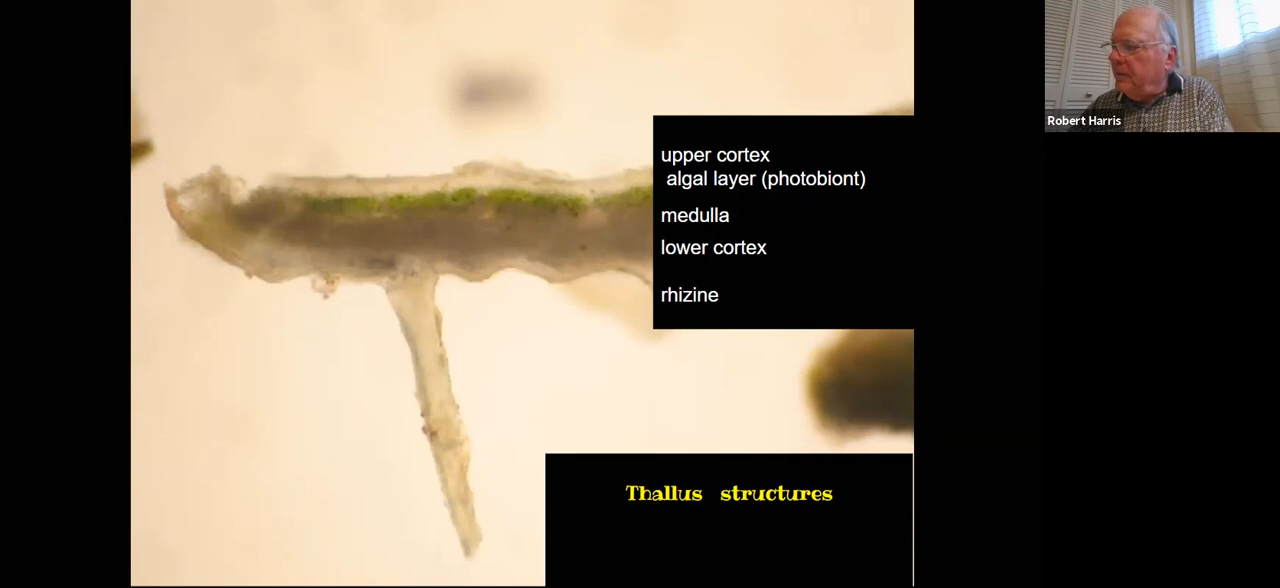 upper cortex
algal layer (photobiont)
medulla
lower cortex
rhizine
Thallus structures
Robert Harris